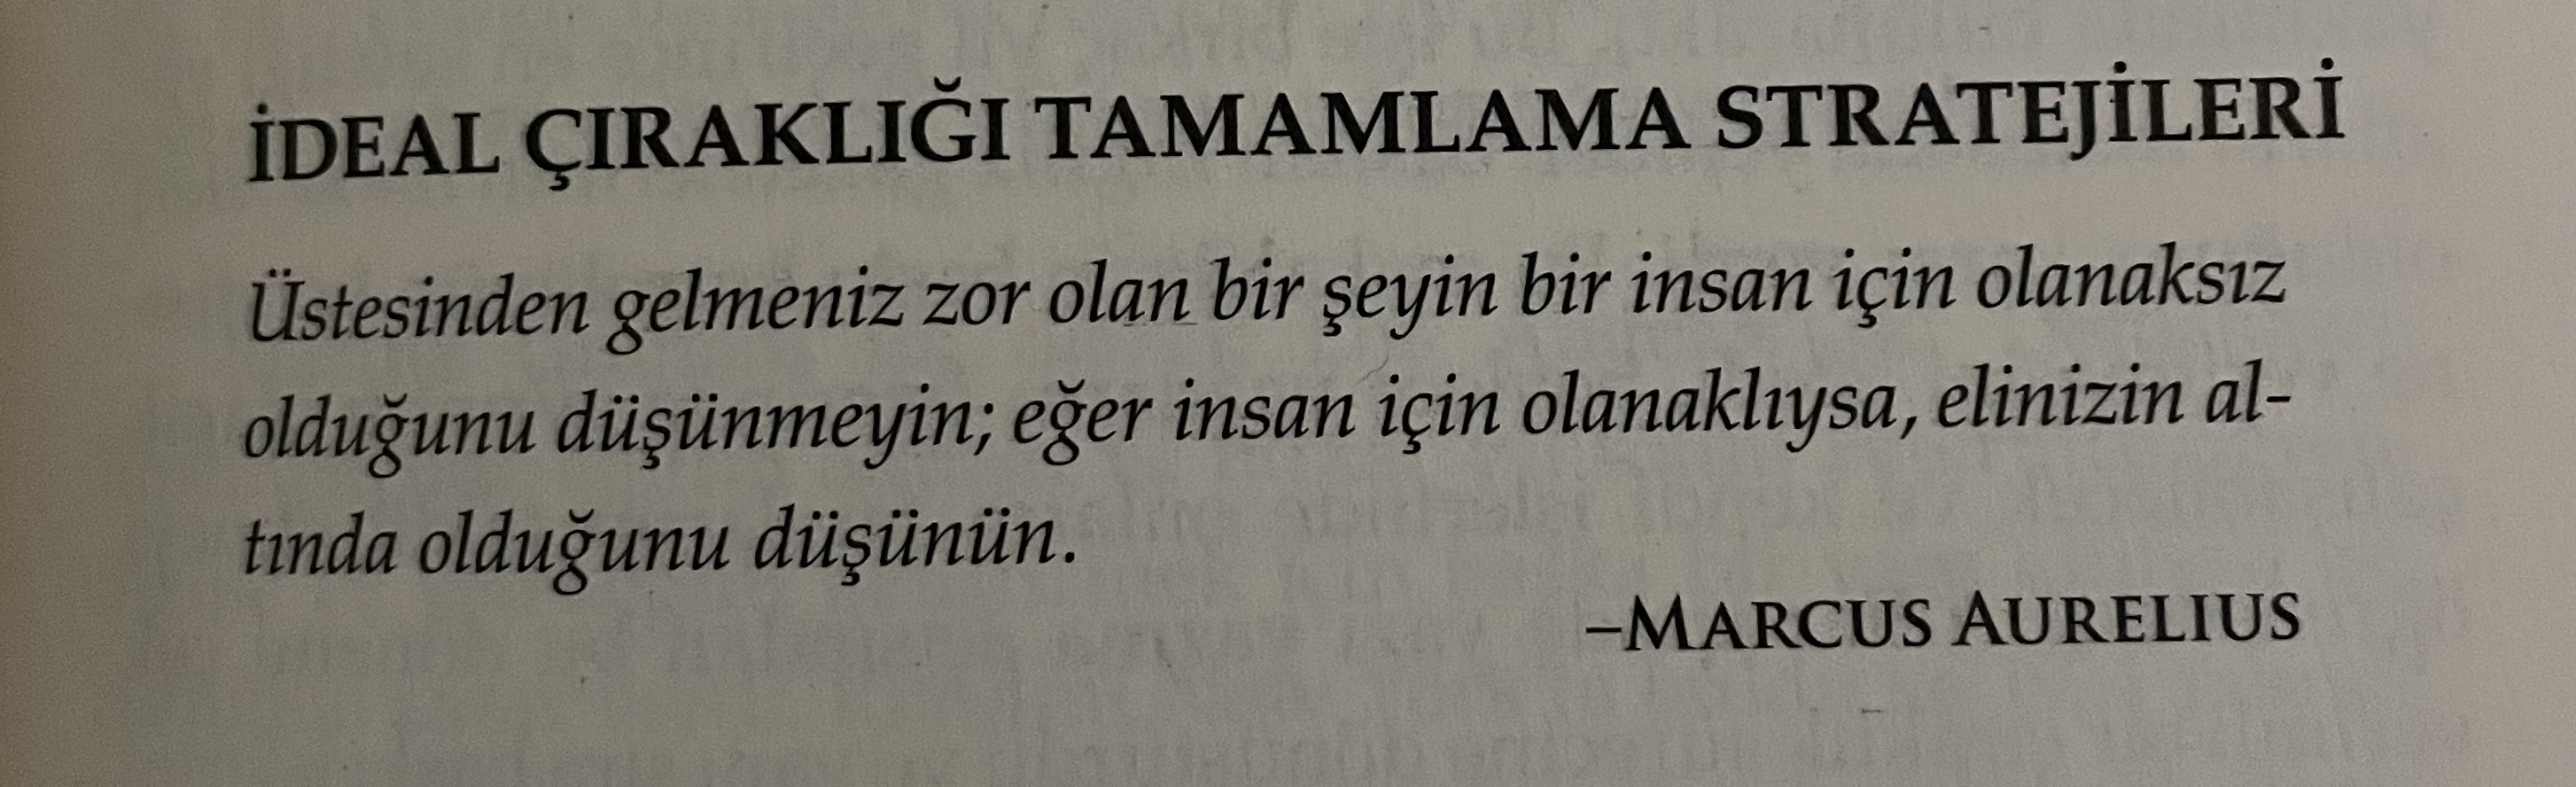 İDEAL ÇIRAKLIĞI TAMAMLAMA STRATEJİLERİ
Üstesinden gelmeniz zor olan bir şeyin bir insan için olanaksız
olduğunu düşünmeyin; eğer insan için olanaklıysa, elinizin al-
tında olduğunu düşünün.
–MARCUS AURELIUS